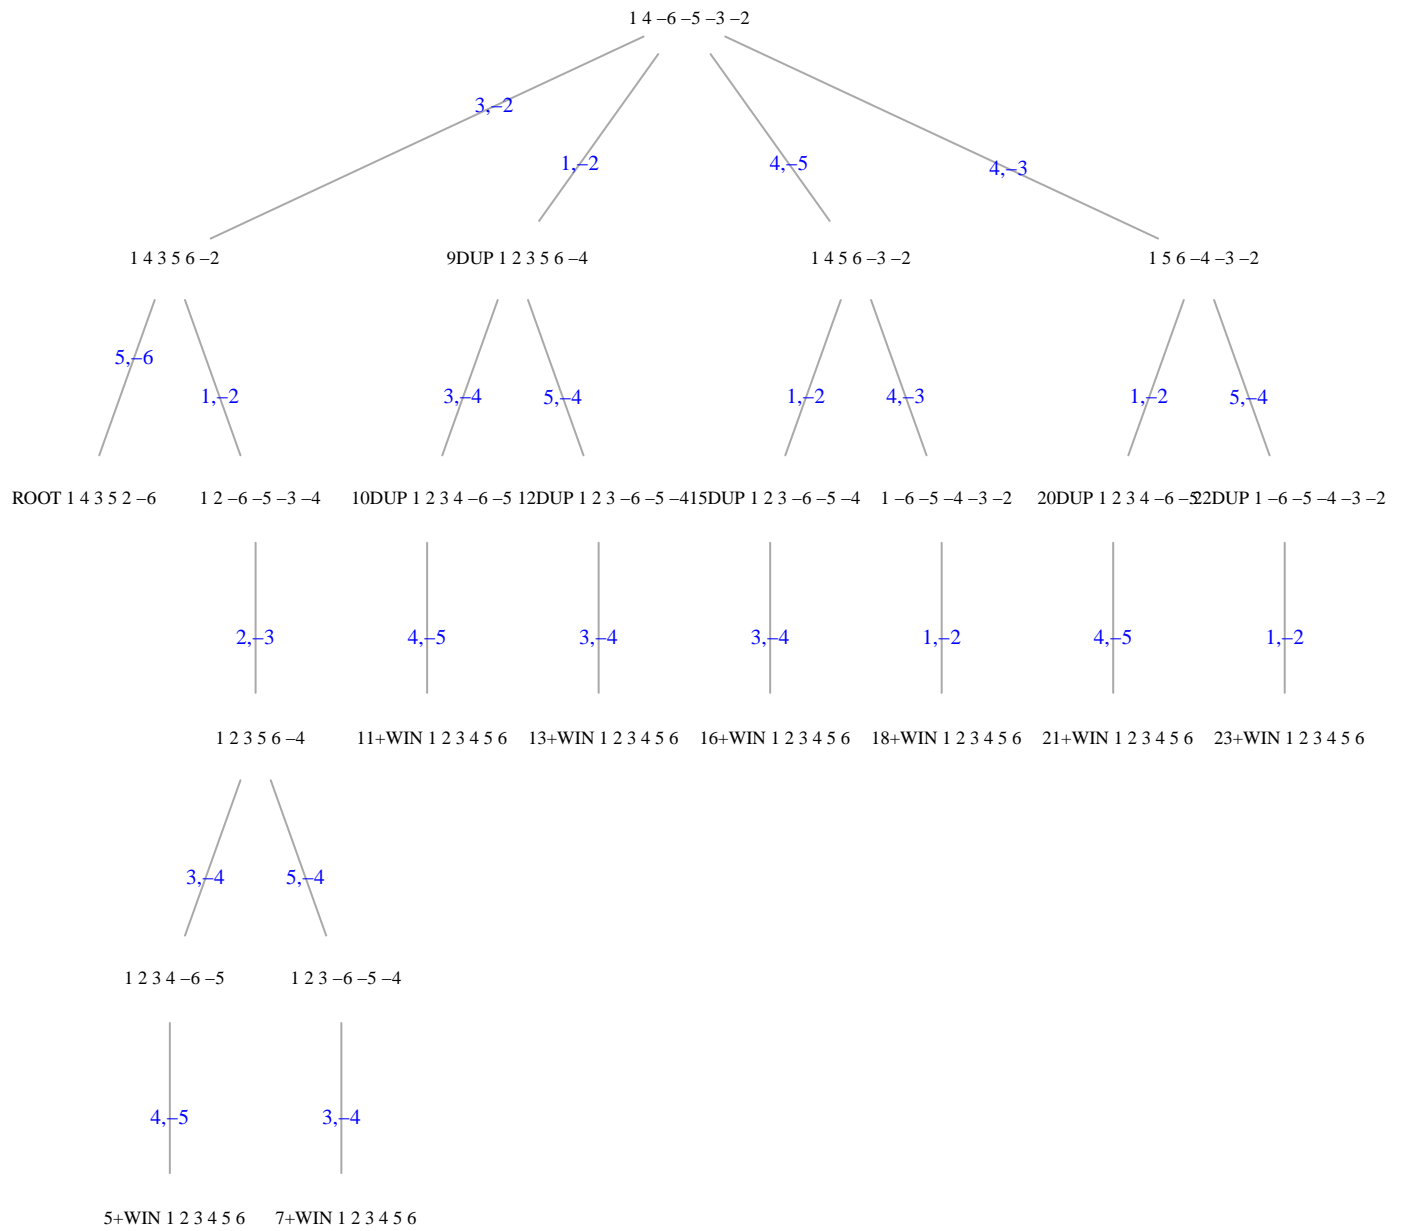 1 4 –6 –5 –3 –2
3,–2
1,–2
4,–5
4,–3
1 4 3 5 6 –2
9DUP 1 2 3 5 6 –4
1 4 5 6 –3 –2
1 5 6 –4 –3 –2
5,–6
1,–2
3,–4
5,–4
1,–2
4,–3
1,–2
5,–4
ROOT 1 4 3 5 2 –6
1 2 –6 –5 –3 –4
10DUP 1 2 3 4 –6 –5
12DUP 1 2 3 –6 –5 –4
15DUP 1 2 3 –6 –5 –4
1 –6 –5 –4 –3 –2
20DUP 1 2 3 4 –6 –5
22DUP 1 –6 –5 –4 –3 –2
2,–3
4,–5
3,–4
3,–4
1,–2
4,–5
1,–2
1 2 3 5 6 –4
11+WIN 1 2 3 4 5 6
13+WIN 1 2 3 4 5 6
16+WIN 1 2 3 4 5 6
18+WIN 1 2 3 4 5 6
21+WIN 1 2 3 4 5 6
23+WIN 1 2 3 4 5 6
3,–4
5,–4
1 2 3 4 –6 –5
1 2 3 –6 –5 –4
4,–5
3,–4
5+WIN 1 2 3 4 5 6
7+WIN 1 2 3 4 5 6